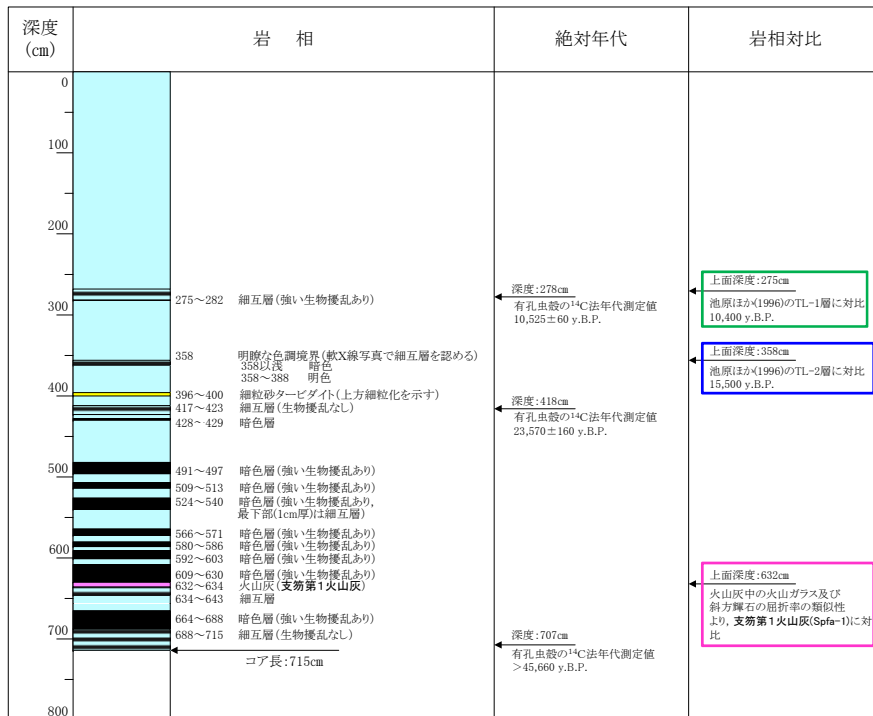 深度
(cm)
岩 相
絶対年代
岩相対比
0
100
200
300
400
500
600
700
800
275～282 細互層(強い生物擾乱あり)
358 明瞭な色調境界(軟X線写真で細互層を認める)
358以浅 暗色
358～388 明色
396～400 細粒砂タービダイト(上方細粒化を示す)
417～423 細互層(生物擾乱なし)
428～429 暗色層
491～497 暗色層(強い生物擾乱あり)
509～513 暗色層(強い生物擾乱あり)
524～540 暗色層(強い生物擾乱あり,
最下部(1cm厚)は細互層)
566～571 暗色層(強い生物擾乱あり)
580～586 暗色層(強い生物擾乱あり)
592～603 暗色層(強い生物擾乱あり)
609～630 暗色層(強い生物擾乱あり)
632～634 火山灰(支笏第1火山灰)
634～643 細互層
664～688 暗色層(強い生物擾乱あり)
688～715 細互層(生物擾乱なし)
コア長:715cm
深度:278cm
有孔虫殻の¹⁴C法年代測定値
10,525±60 y.B.P.
深度:418cm
有孔虫殻の¹⁴C法年代測定値
23,570±160 y.B.P.
深度:707cm
有孔虫殻の¹⁴C法年代測定値
>45,660 y.B.P.
上面深度:275cm
池原ほか(1996)のTL-1層に対比
10,400 y.B.P.
上面深度:358cm
池原ほか(1996)のTL-2層に対比
15,500 y.B.P.
上面深度:632cm
火山灰中の火山ガラス及び
斜方輝石の屈折率の類似性
より, 支笏第1火山灰(Spfa-1)に対
比